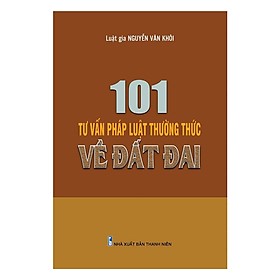 Luật gia NGUYỄN VĂN KHÔI
101
TƯ VẤN PHÁP LUẬT THƯỜNG THỨC
VỀ ĐẤT ĐAI
NHÀ XUẤT BẢN THANH NIÊN